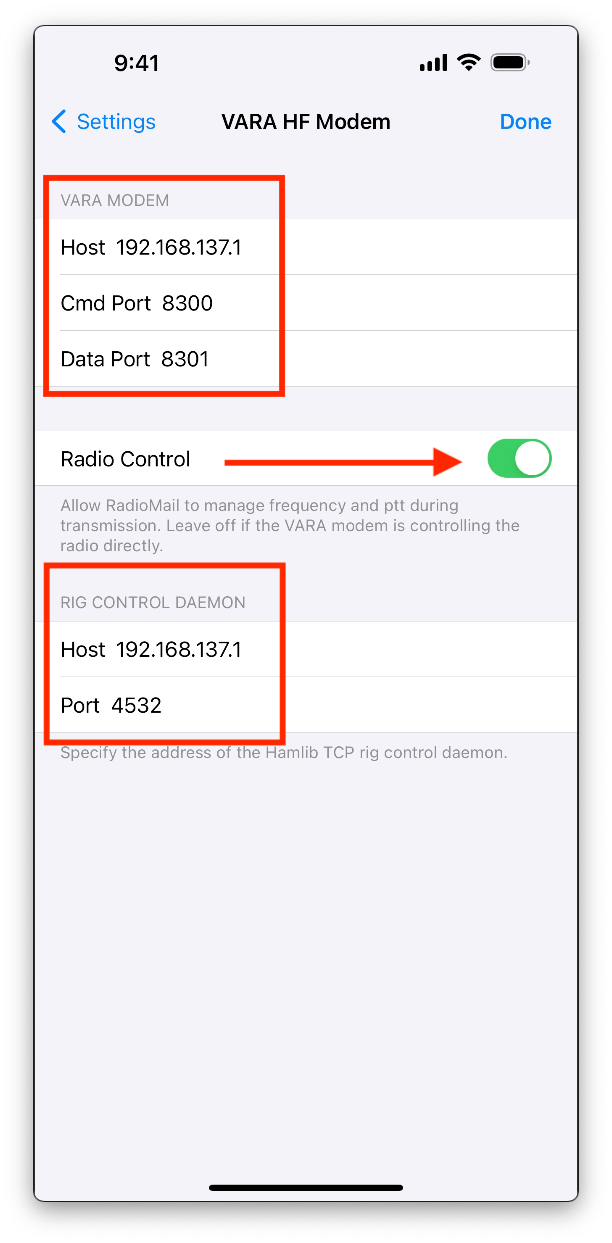 9:41
Settings
VARA HF Modem
Done
VARA MODEM
Host 192.168.137.1
Cmd Port 8300
Data Port 8301
Radio Control
Allow RadioMail to manage frequency and ptt during
transmission. Leave off if the VARA modem is controlling the
radio directly.
RIG CONTROL DAEMON
Host 192.168.137.1
Port 4532
Specify the address of the Hamlib TCP rig control daemon.